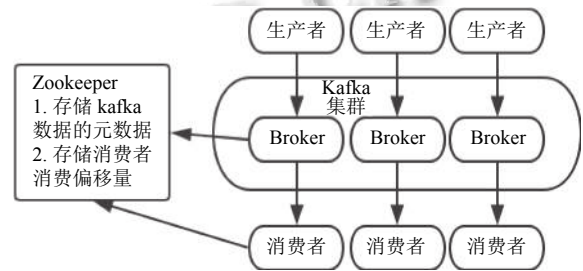 生产者
生产者
生产者
Zookeeper
1. 存储 kafka
数据的元数据
2. 存储消费者
消费偏移量
Kafka
集群
Broker
Broker
Broker
消费者
消费者
消费者